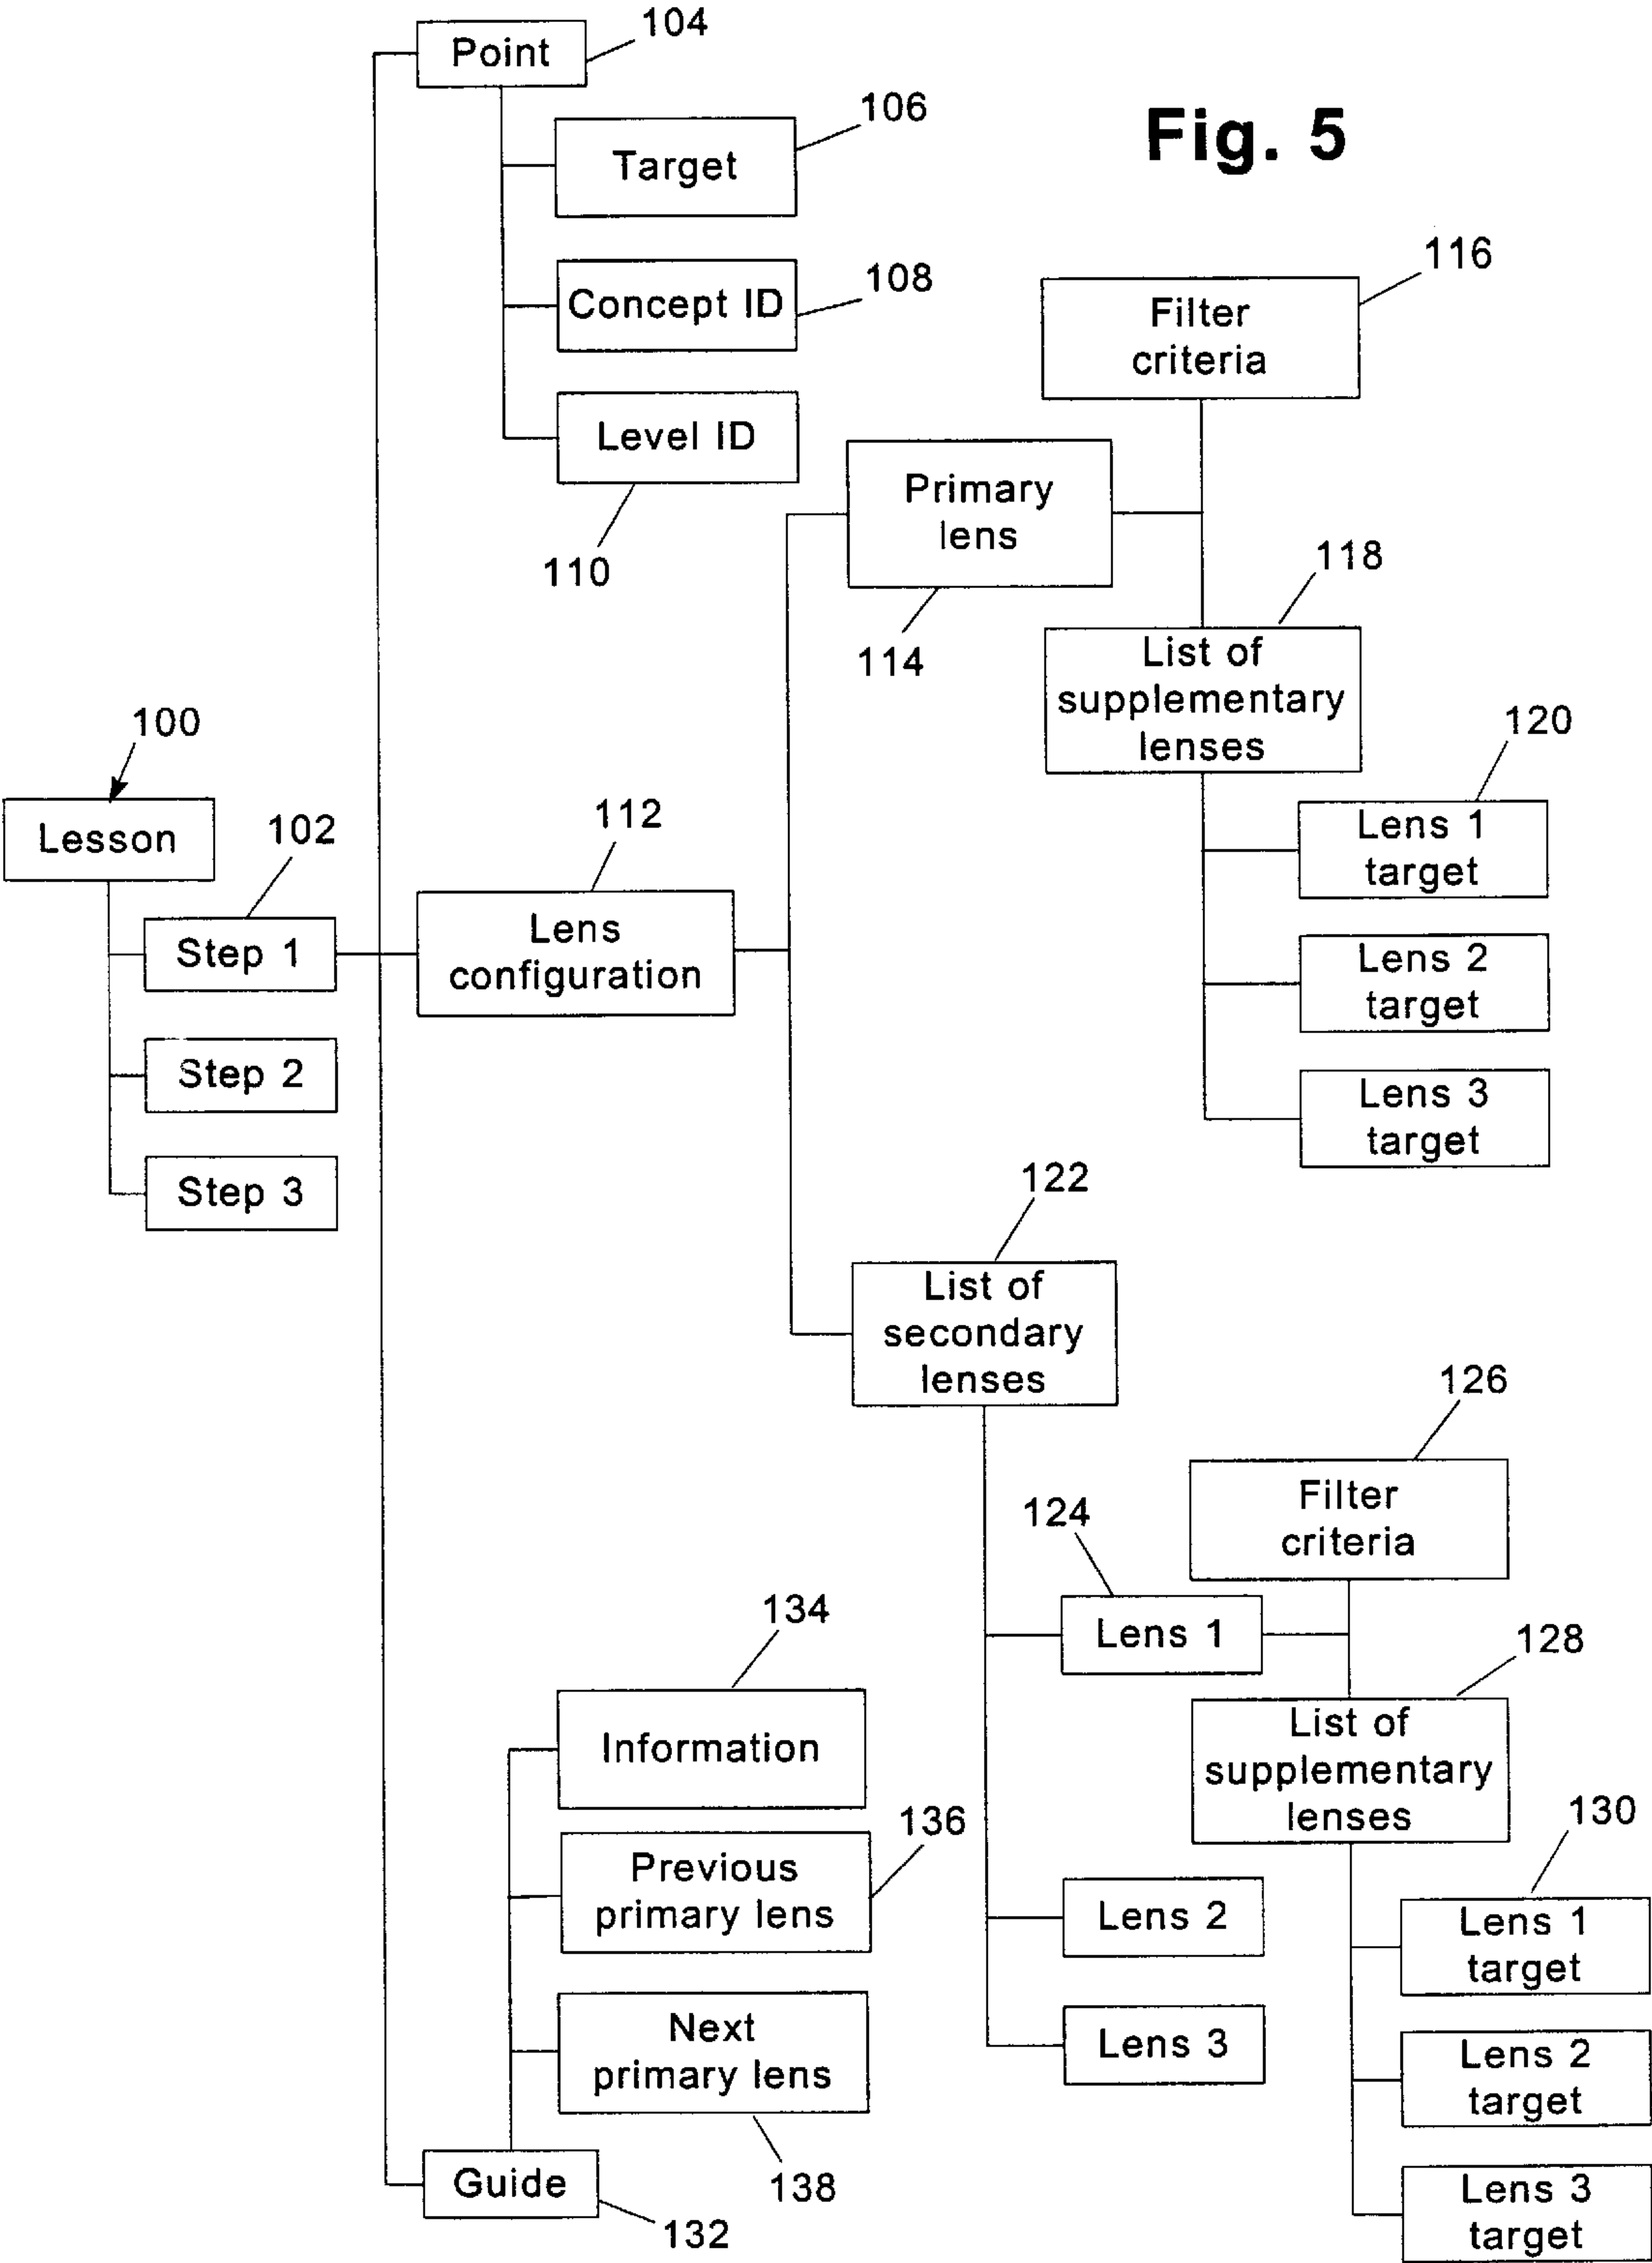 Fig. 5
Point
104
Target
106
Concept ID
108
Level ID
110
Filter
criteria
116
Primary
lens
114
List of
supplementary
lenses
118
Lens 1
target
120
Lens 2
target
Lens 3
target
100
Lesson
102
Step 1
Step 2
Step 3
112
Lens
configuration
122
List of
secondary
lenses
126
Filter
criteria
124
Lens 1
128
List of
supplementary
lenses
130
Lens 1
target
Lens 2
target
Lens 3
target
Lens 2
Lens 3
134
Information
136
Previous
primary lens
Next
primary lens
138
Guide
132